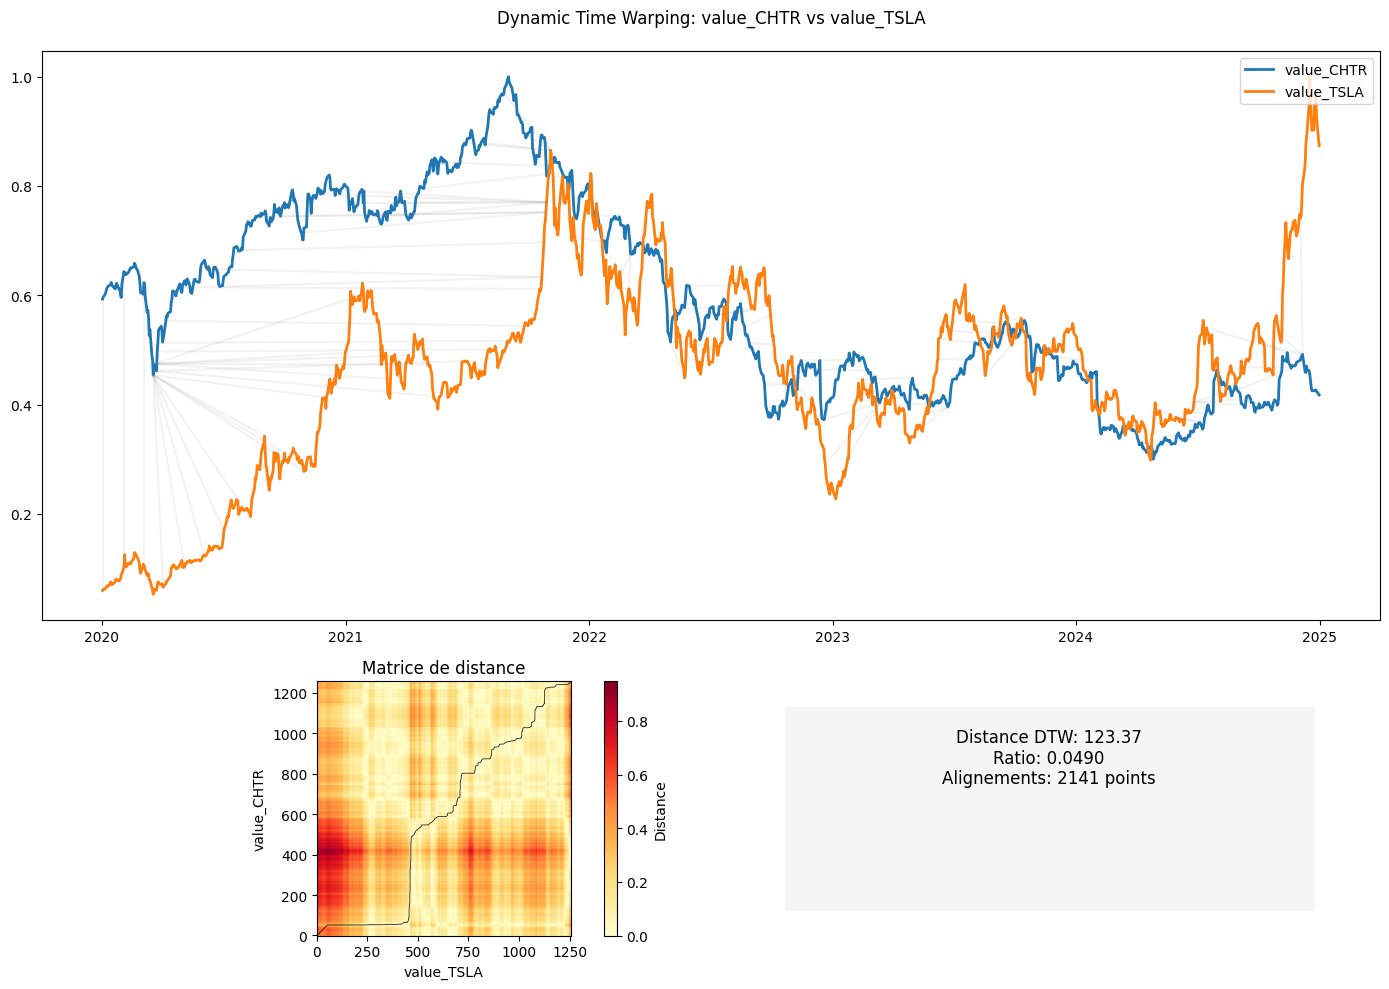 Dynamic Time Warping: value_CHTR vs value_TSLA
value_CHTR
value_TSLA
1.0
0.8
0.6
0.4
0.2
2020 2021 2022 2023 2024 2025
Matrice de distance
value_CHTR
1200
1000
800
600
400
200
0
0 250 500 750 1000 1250
value_TSLA
0.8
0.6
0.4
0.2
0.0
Distance
Distance DTW: 123.37
Ratio: 0.0490
Alignements: 2141 points